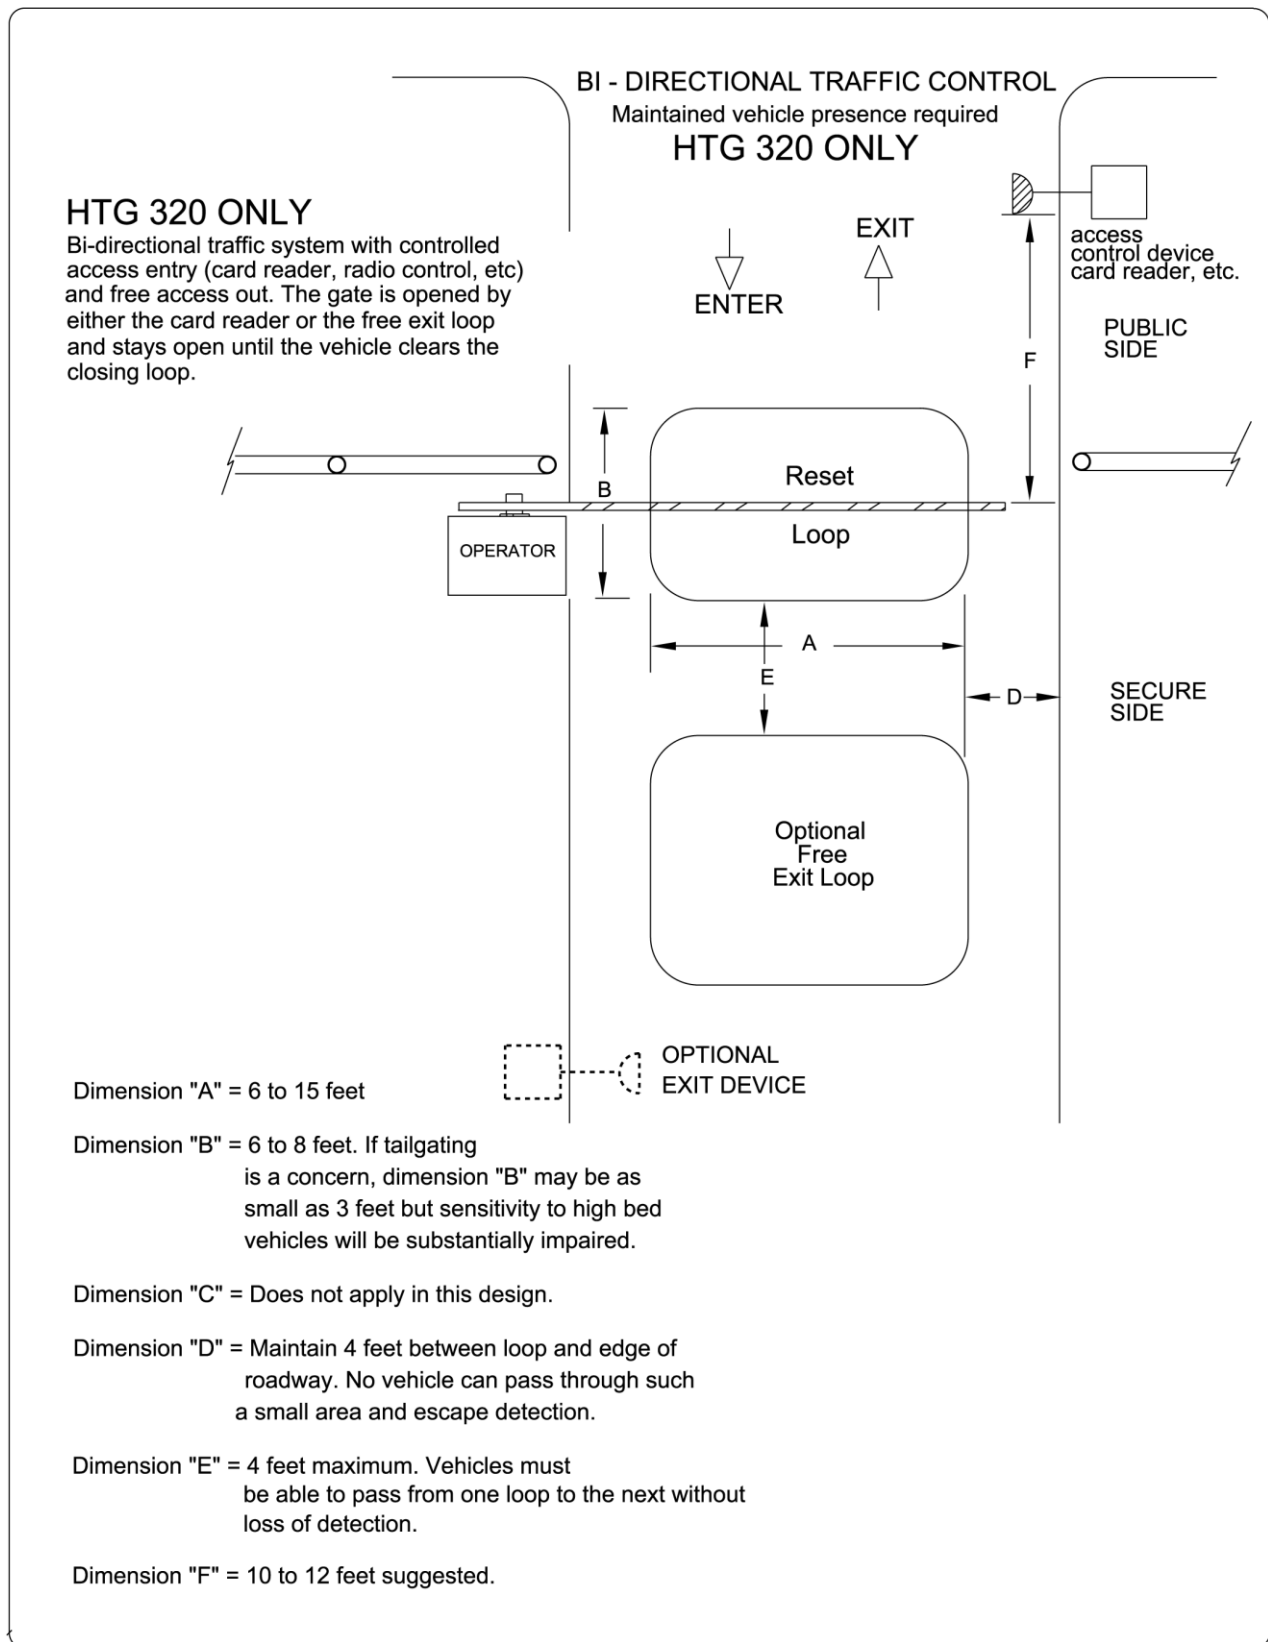 BI - DIRECTIONAL TRAFFIC CONTROL
Maintained vehicle presence required
HTG 320 ONLY
HTG 320 ONLY
Bi-directional traffic system with controlled
access entry (card reader, radio control, etc)
and free access out. The gate is opened by
either the card reader or the free exit loop
and stays open until the vehicle clears the
closing loop.
EXIT
ENTER
access
control device
card reader, etc.
PUBLIC
SIDE
F
B
Reset
Loop
OPERATOR
A
E
D
SECURE
SIDE
Optional
Free
Exit Loop
OPTIONAL
EXIT DEVICE
Dimension "A" = 6 to 15 feet
Dimension "B" = 6 to 8 feet. If tailgating
is a concern, dimension "B" may be as
small as 3 feet but sensitivity to high bed
vehicles will be substantially impaired.
Dimension "C" = Does not apply in this design.
Dimension "D" = Maintain 4 feet between loop and edge of
roadway. No vehicle can pass through such
a small area and escape detection.
Dimension "E" = 4 feet maximum. Vehicles must
be able to pass from one loop to the next without
loss of detection.
Dimension "F" = 10 to 12 feet suggested.